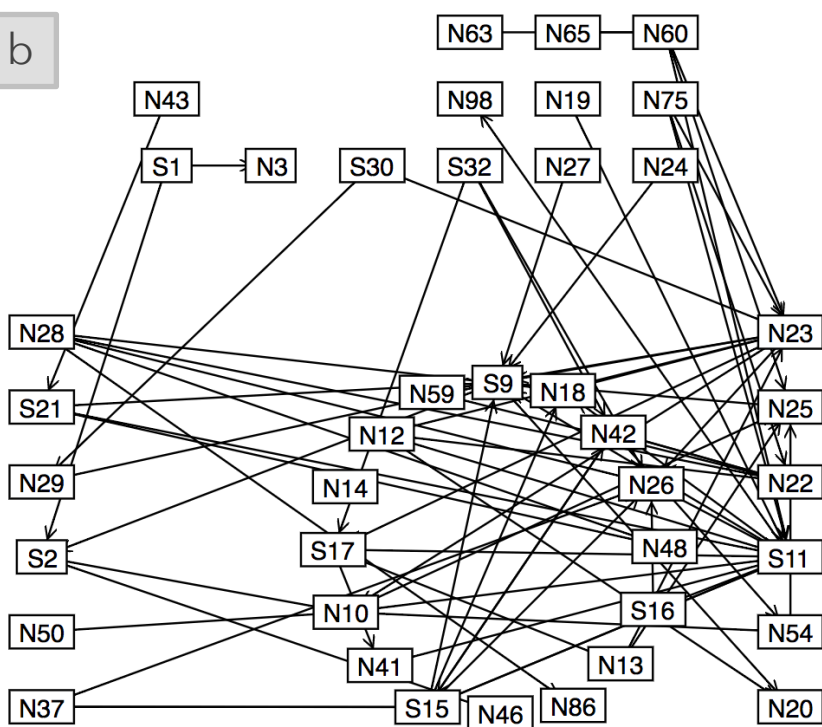 b
N63 N65 N60
N43 N98 N19 N75
S1 N3 S30 S32 N27 N24
N28 N23
S21 N59 S9 N18 N25
N12 N42
N29 N14 N26 N22
S2 S17 N48 S11
N50 N10 S16 N54
N41 N13
N37 S15 N46 N86 N20